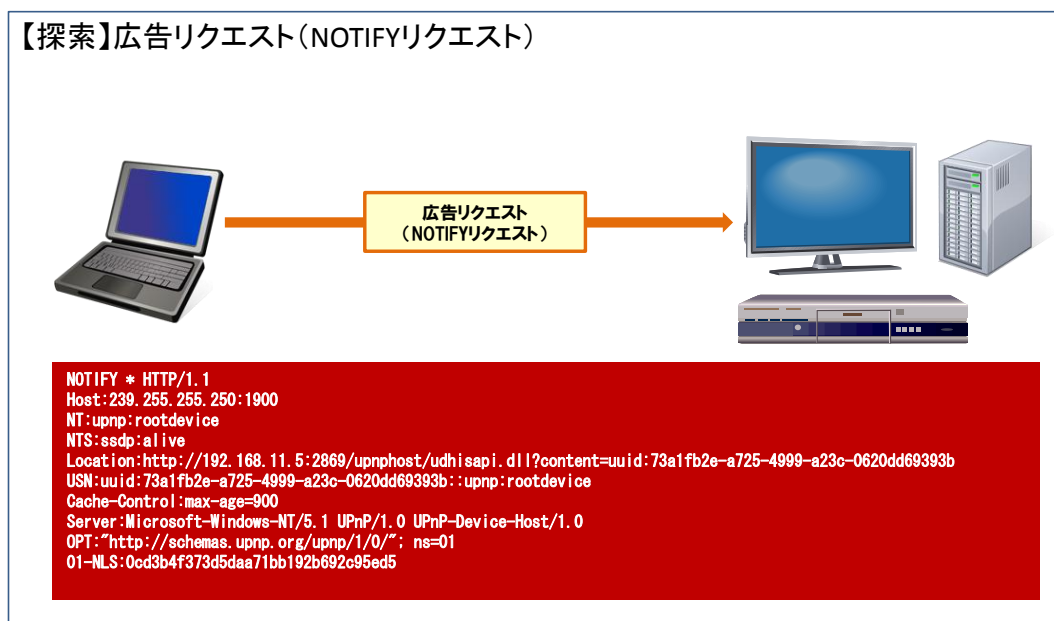 【探索】広告リクエスト（NOTIFYリクエスト）
広告リクエスト
（NOTIFYリクエスト）
NOTIFY * HTTP/1.1
Host:239.255.255.250:1900
NT:upnp:rootdevice
NTS:ssdp:alive
Location:http://192.168.11.5:2869/upnphost/udhisapi.dll?content=uuid:73a1fb2e-a725-4999-a23c-0620dd69393b
USN:uuid:73a1fb2e-a725-4999-a23c-0620dd69393b::upnp:rootdevice
Cache-Control:max-age=900
Server:Microsoft-Windows-NT/5.1 UPnP/1.0 UPnP-Device-Host/1.0
OPT:"http://schemas.upnp.org/upnp/1/0/"; ns=01
01-NLS:0cd3b4f373d5daa71bb192b692c95ed5